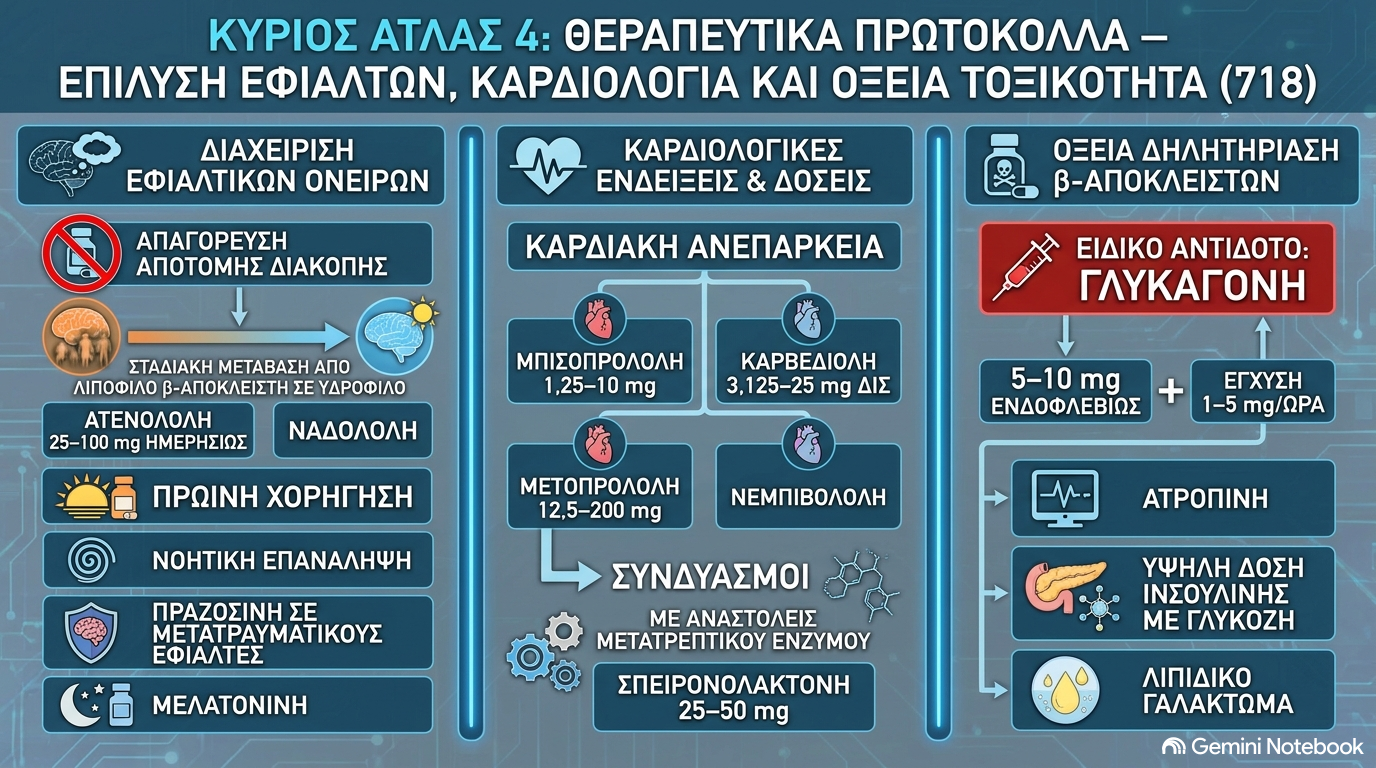 ΚΥΡΙΟΣ ΑΤΛΑΣ 4: ΘΕΡΑΠΕΥΤΙΚΑ ΠΡΩΤΟΚΟΛΛΑ –
ΕΠΙΛΥΣΗ ΕΦΙΑΛΤΩΝ, ΚΑΡΔΙΟΛΟΓΙΑ ΚΑΙ ΟΞΕΙΑ ΤΟΞΙΚΟΤΗΤΑ (718)
ΔΙΑΧΕΙΡΙΣΗ
ΕΦΙΑΛΤΙΚΩΝ ΟΝΕΙΡΩΝ
ΑΠΑΓΟΡΕΥΣΗ
ΑΠΟΤΟΜΗΣ ΔΙΑΚΟΠΗΣ
ΣΤΑΔΙΑΚΗ ΜΕΤΑΒΑΣΗ ΑΠΟ
ΛΙΠΟΦΙΛΟ β-ΑΠΟΚΛΕΙΣΤΗ ΣΕ ΥΔΡΟΦΙΛΟ
ΑΤΕΝΟΛΟΛΗ
25–100 mg ΗΜΕΡΗΣΙΩΣ
ΝΑΔΟΛΟΛΗ
ΠΡΩΙΝΗ ΧΟΡΗΓΗΣΗ
ΝΟΗΤΙΚΗ ΕΠΑΝΑΛΗΨΗ
ΠΡΑΖΟΣΙΝΗ ΣΕ
ΜΕΤΑΤΡΑΥΜΑΤΙΚΟΥΣ
ΕΦΙΑΛΤΕΣ
ΜΕΛΑΤΟΝΙΝΗ
ΚΑΡΔΙΟΛΟΓΙΚΕΣ
ΕΝΔΕΙΞΕΙΣ & ΔΟΣΕΙΣ
ΚΑΡΔΙΑΚΗ ΑΝΕΠΑΡΚΕΙΑ
ΜΠΙΣΟΠΡΟΛΟΛΗ
1,25–10 mg
ΚΑΡΒΕΔΙΟΛΗ
3,125–25 mg ΔΙΣ
ΜΕΤΟΠΡΟΛΟΛΗ
12,5–200 mg
ΝΕΜΠΙΒΟΛΟΛΗ
ΣΥΝΔΥΑΣΜΟΙ
ΜΕ ΑΝΑΣΤΟΛΕΙΣ
ΜΕΤΑΤΡΕΠΤΙΚΟΥ ΕΝΖΥΜΟΥ
ΣΠΕΙΡΟΝΟΛΑΚΤΟΝΗ
25–50 mg
ΟΞΕΙΑ ΔΗΛΗΤΗΡΙΑΣΗ
β-ΑΠΟΚΛΕΙΣΤΩΝ
ΕΙΔΙΚΟ ΑΝΤΙΔΟΤΟ:
ΓΛΥΚΑΓΟΝΗ
5–10 mg
ΕΝΔΟΦΛΕΒΙΩΣ
+
ΕΓΧΥΣΗ
1–5 mg/ΩΡΑ
ΑΤΡΟΠΙΝΗ
ΥΨΗΛΗ ΔΟΣΗ
ΙΝΣΟΥΛΙΝΗΣ
ΜΕ ΓΛΥΚΟΖΗ
ΛΙΠΙΔΙΚΟ
ΓΑΛΑΚΤΩΜΑ
Gemini Notebook